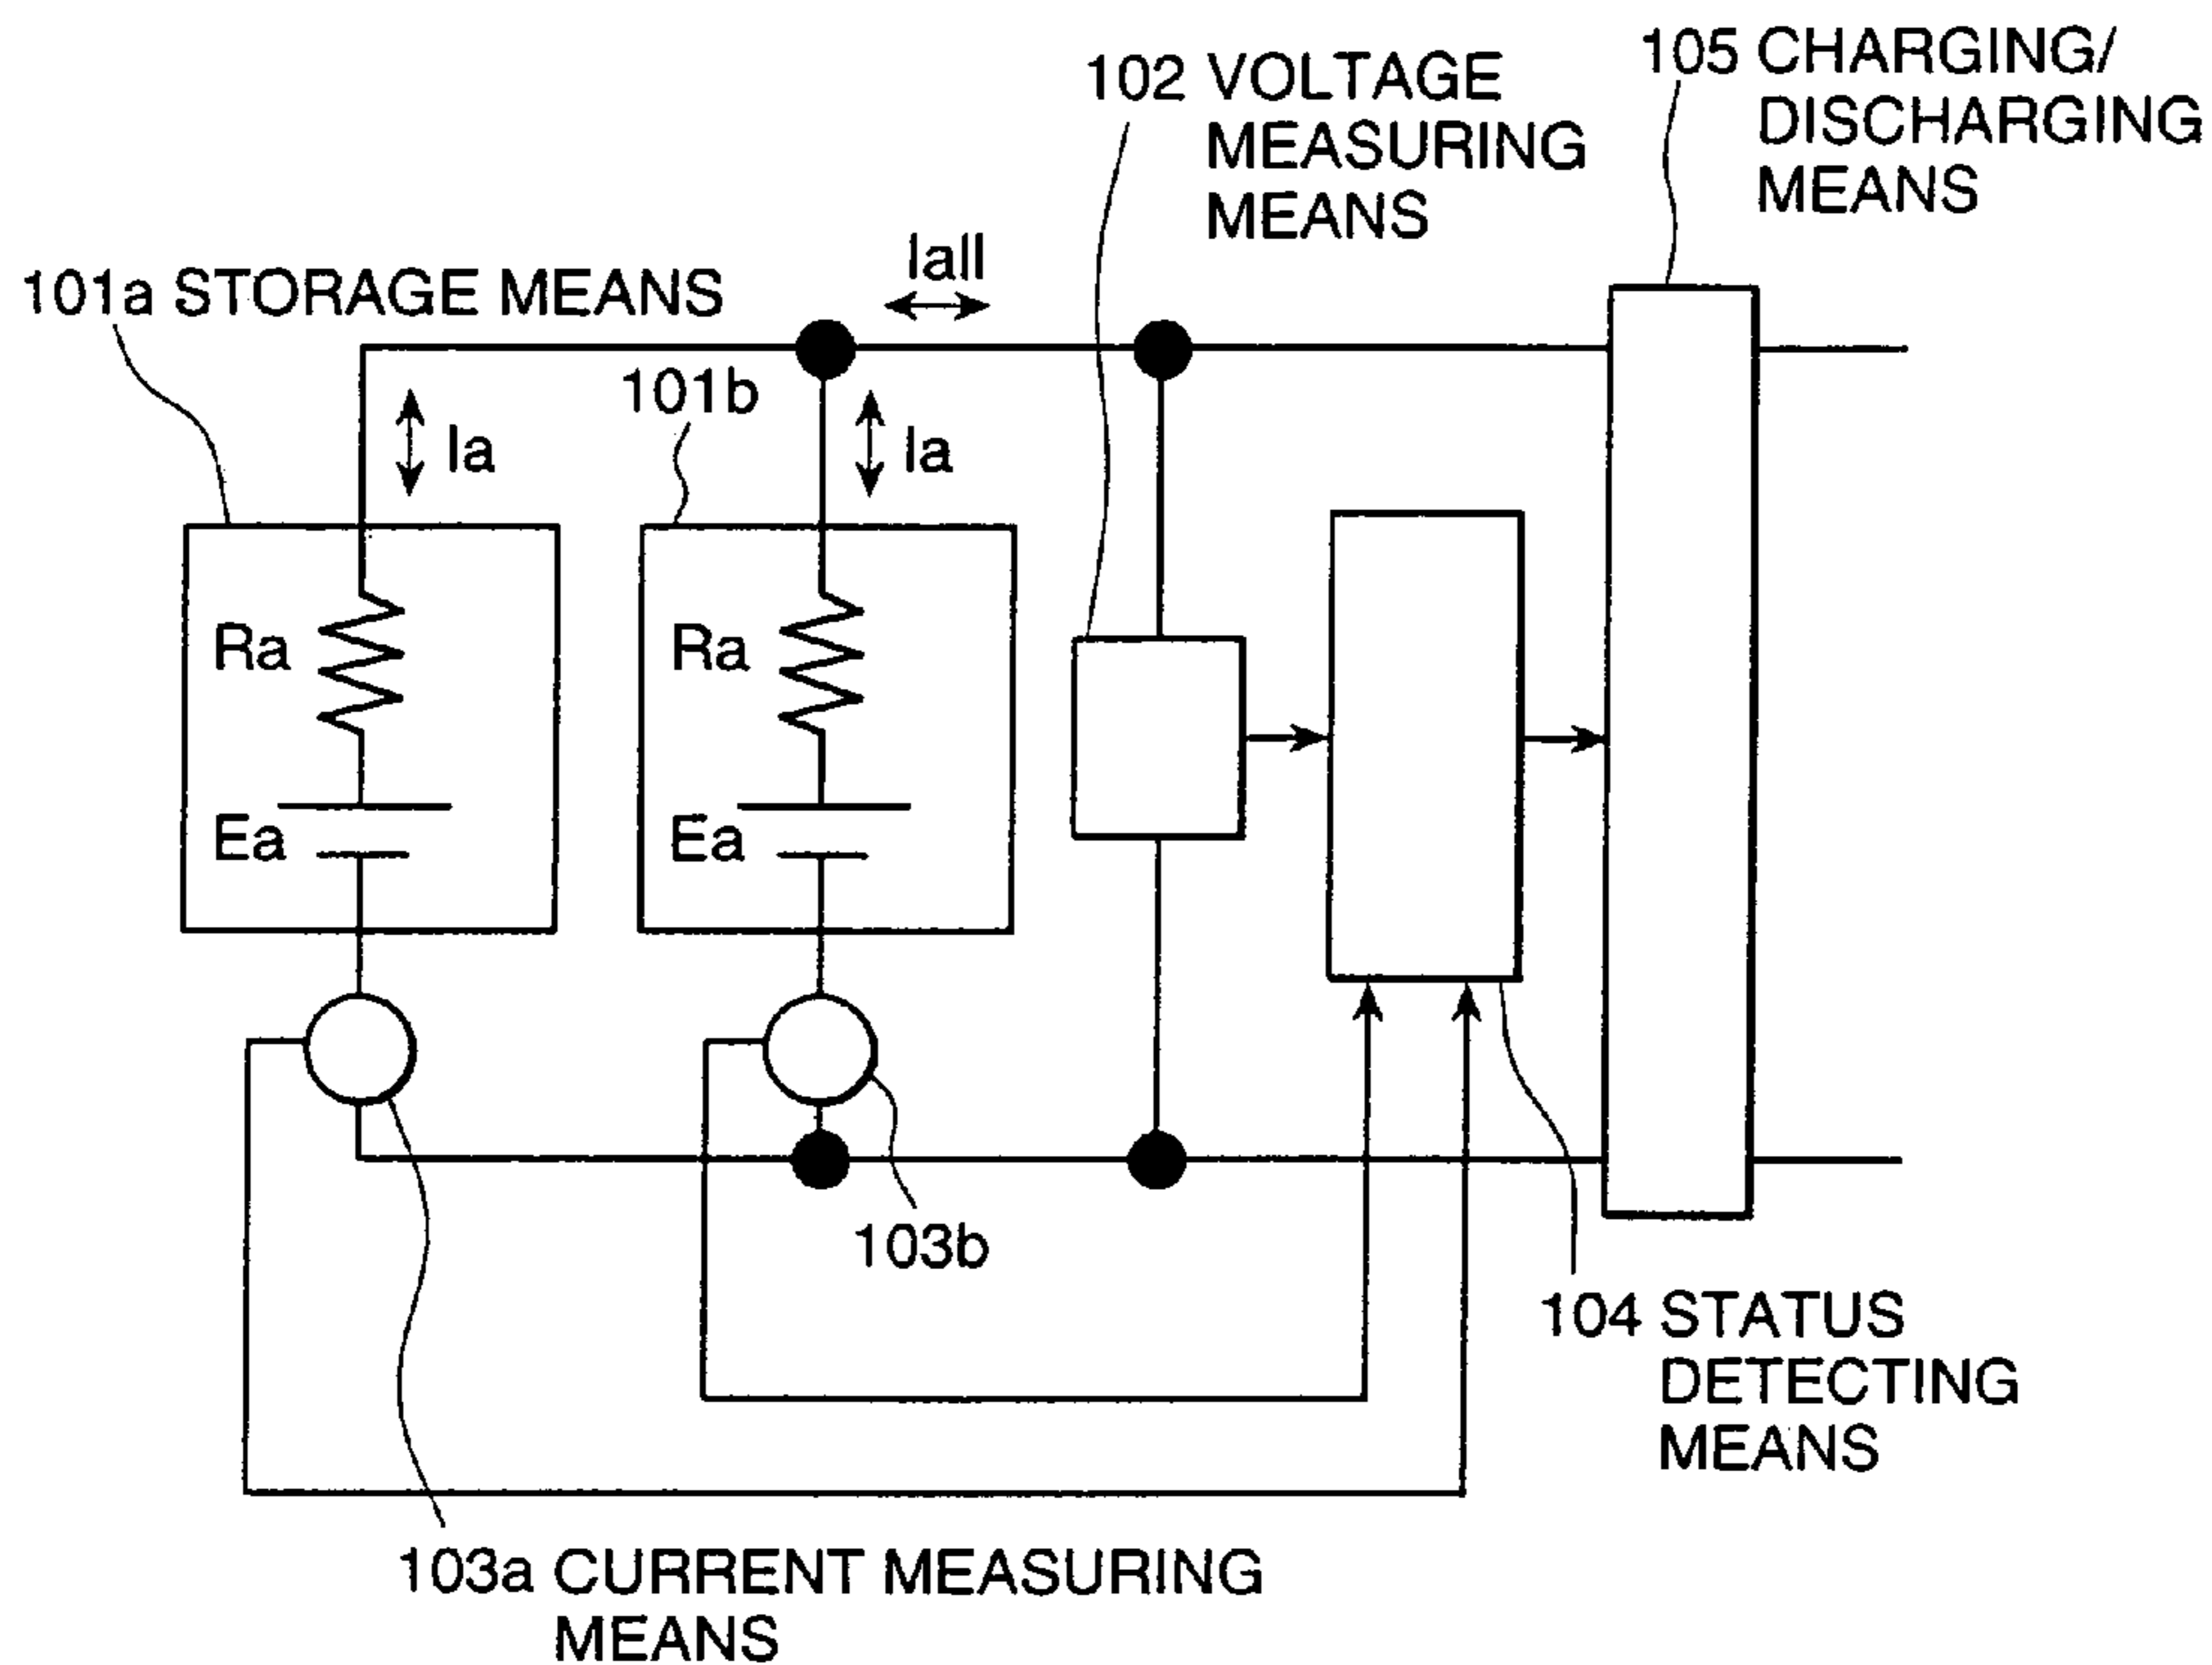 105 CHARGING/
DISCHARGING
MEANS
102 VOLTAGE
MEASURING
MEANS
Iall
101a STORAGE MEANS
101b
Ia
Ia
Ra
Ra
Ea
Ea
103b
104 STATUS
DETECTING
MEANS
103a CURRENT MEASURING
MEANS